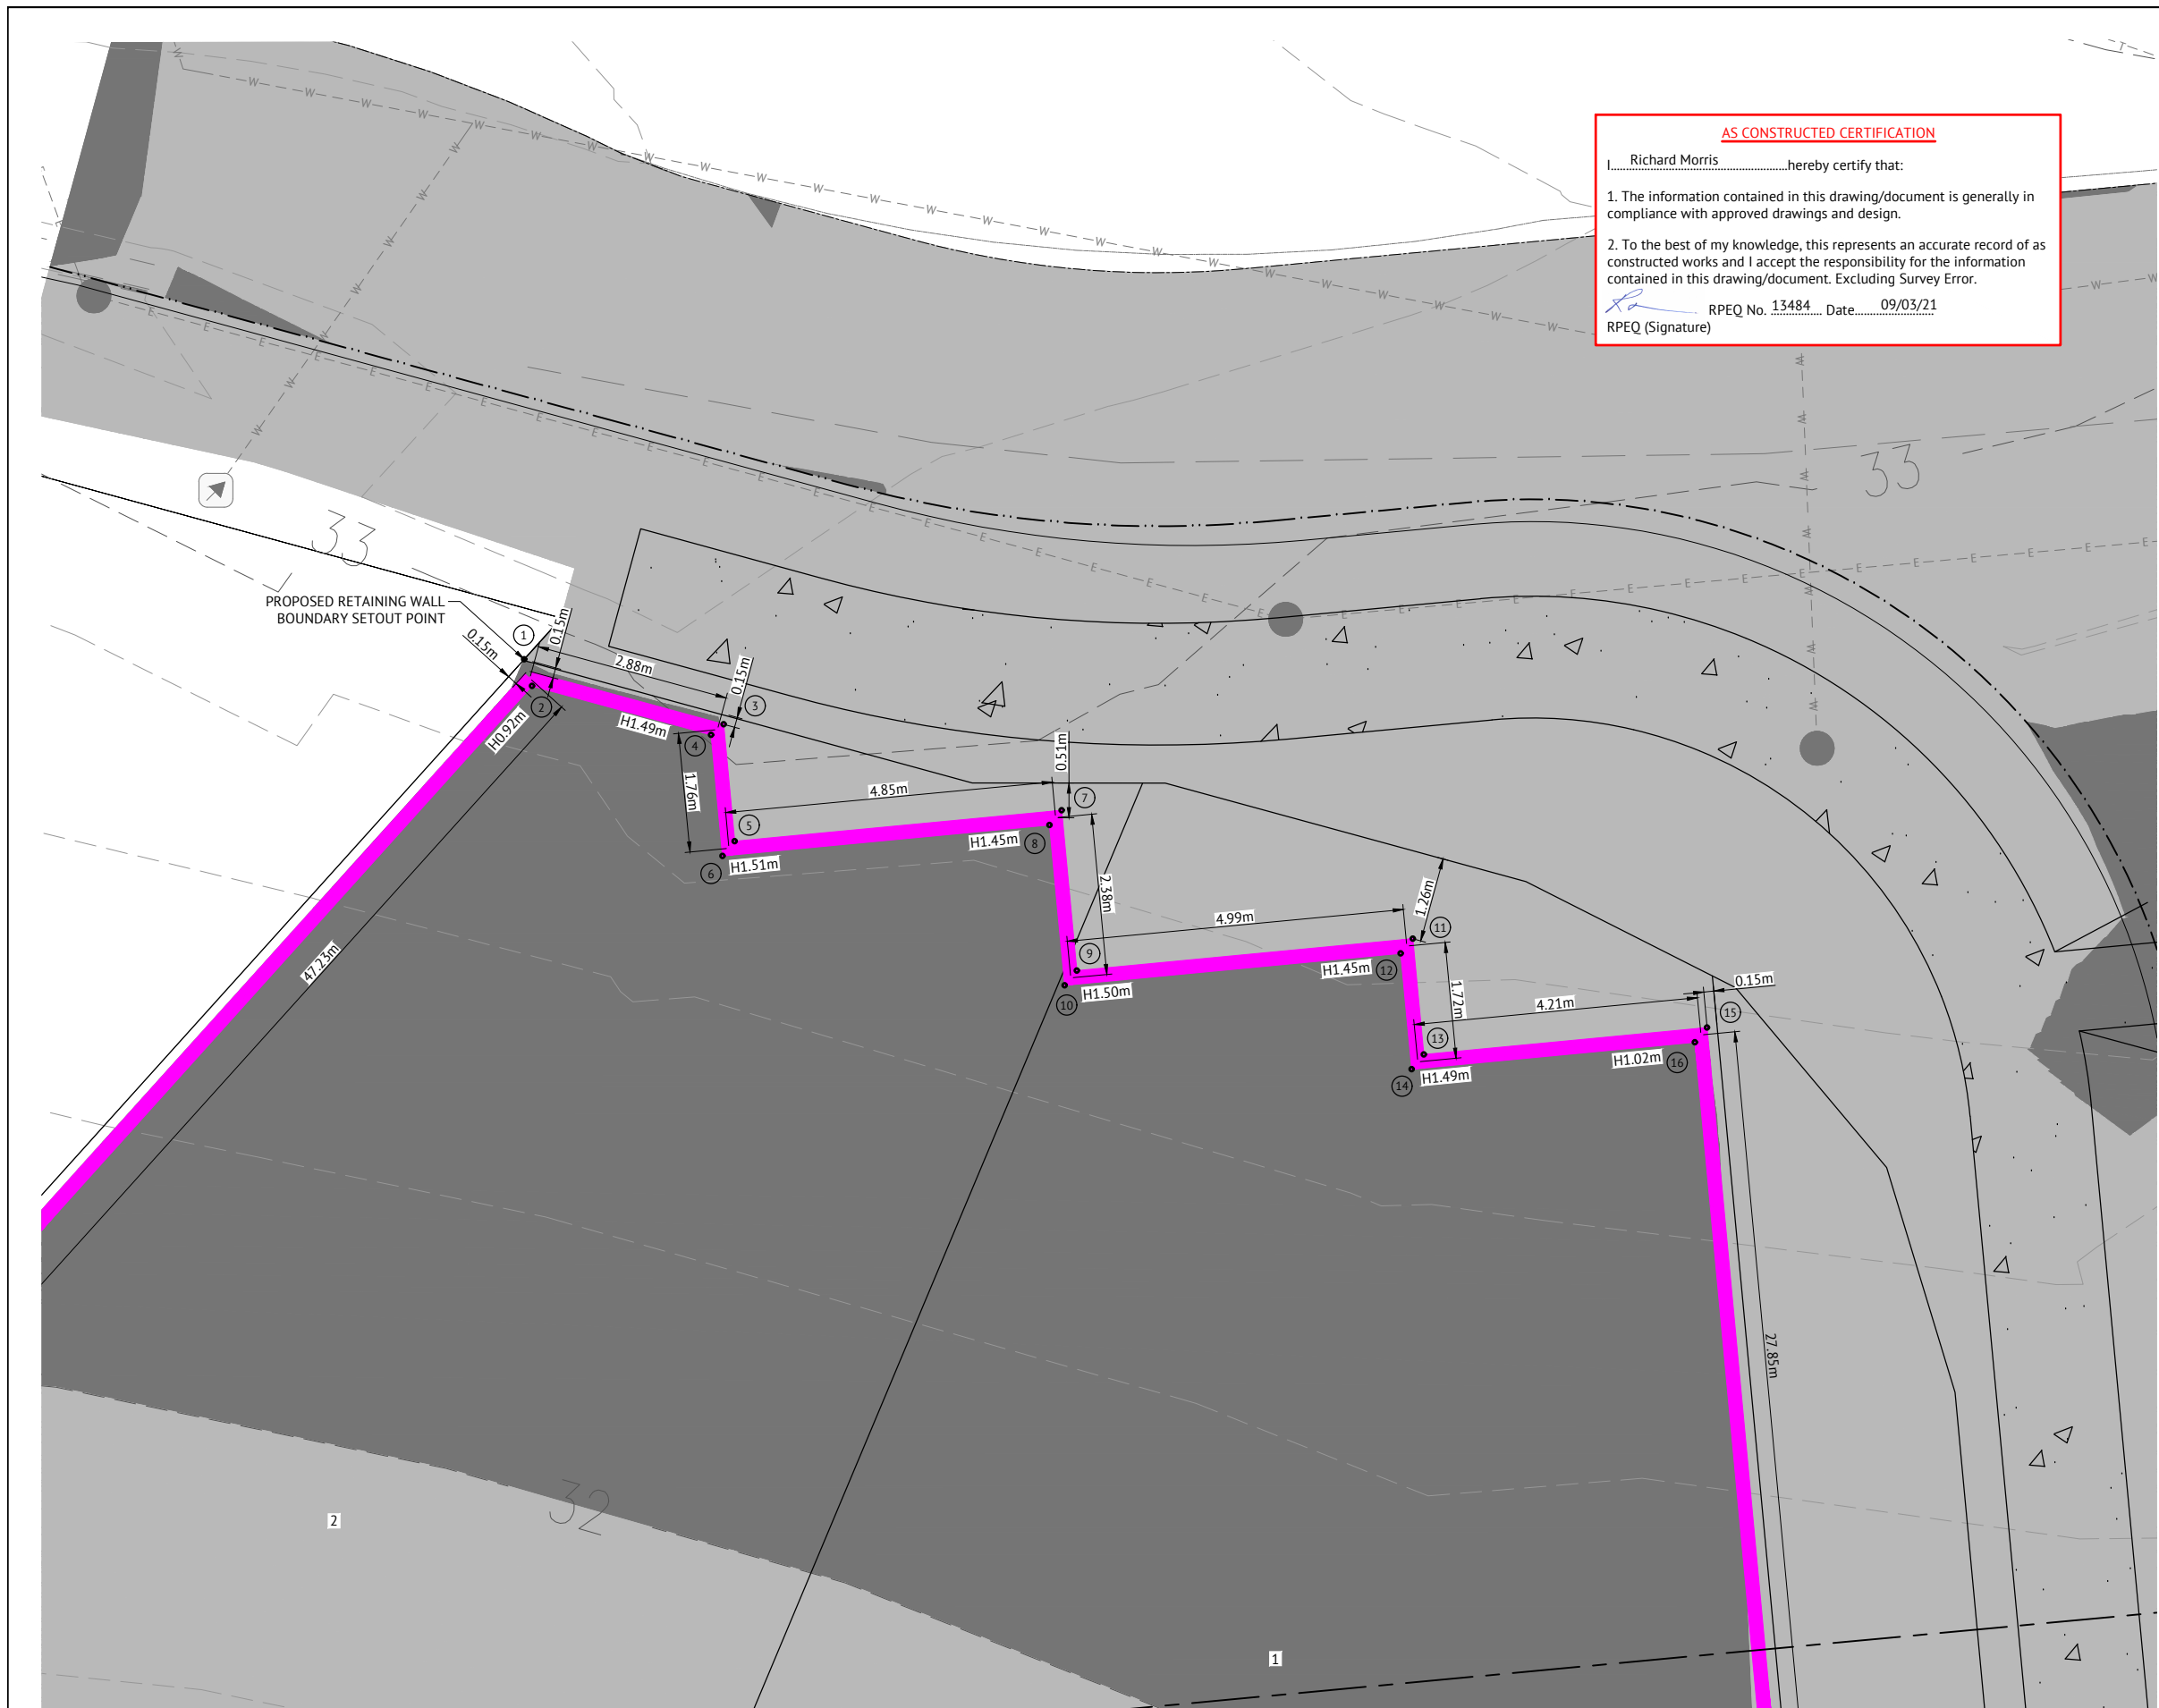 AS CONSTRUCTED CERTIFICATION
I Richard Morris hereby certify that:
1. The information contained in this drawing/document is generally in
compliance with approved drawings and design.
2. To the best of my knowledge, this represents an accurate record of as
constructed works and I accept the responsibility for the information
contained in this drawing/document. Excluding Survey Error.
RPEQ No. 13484 Date 09/03/21
RPEQ (Signature)
33
33
PROPOSED RETAINING WALL
BOUNDARY SETOUT POINT
1
0.15m
0.15m
2.88m
0.15m
2
3
H0.92m
H1.49m
4
0.51m
1.76m
4.85m
7
5
H1.45m
8
H1.51m
6
2.38m
1.26m
4.99m
11
9
47.23m
H1.45m
12
0.15m
H1.50m
10
1.72m
4.21m
15
13
H1.02m
16
H1.49m
14
27.85m
32
2
1
W W W W W W W W W W W W W W W W W W W W W W W W
E E E E E E E E E E E E E E E E E E E E E E E